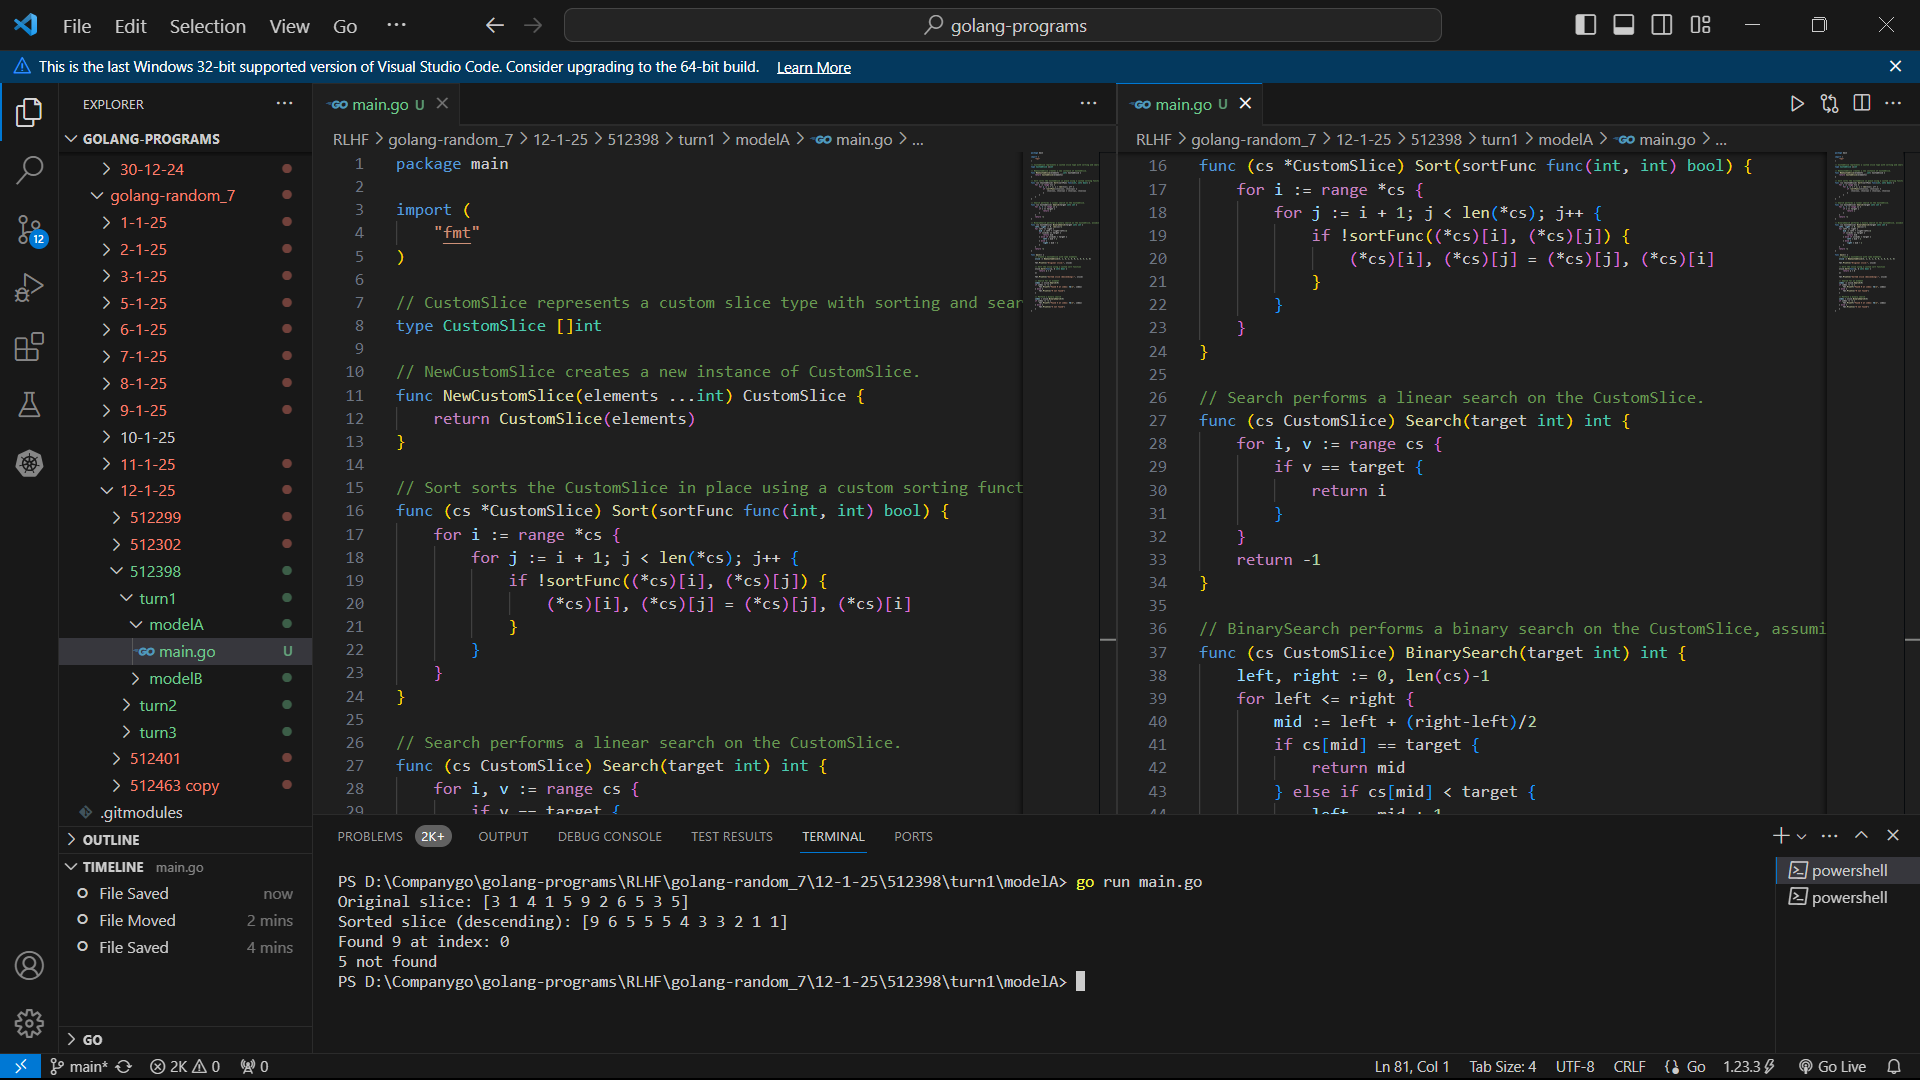 File Edit Selection View Go ··· golang-programs
This is the last Windows 32-bit supported version of Visual Studio Code. Consider upgrading to the 64-bit build. Learn More
EXPLORER
GOLANG-PROGRAMS
30-12-24
golang-random_7
1-1-25
2-1-25
3-1-25
5-1-25
6-1-25
7-1-25
8-1-25
9-1-25
10-1-25
11-1-25
12-1-25
512299
512302
512398
turn1
modelA
main.go U
modelB
turn2
turn3
512401
512463 copy
.gitmodules
OUTLINE
TIMELINE main.go
File Saved now
File Moved 2 mins
File Saved 4 mins
GO
main.go U
RLHF > golang-random_7 > 12-1-25 > 512398 > turn1 > modelA > main.go > ...
1 package main
2
3 import (
4 "fmt"
5 )
6
7 // CustomSlice represents a custom slice type with sorting and sear
8 type CustomSlice []int
9
10 // NewCustomSlice creates a new instance of CustomSlice.
11 func NewCustomSlice(elements ...int) CustomSlice {
12 return CustomSlice(elements)
13 }
14
15 // Sort sorts the CustomSlice in place using a custom sorting funct
16 func (cs *CustomSlice) Sort(sortFunc func(int, int) bool) {
17 for i := range *cs {
18 for j := i + 1; j < len(*cs); j++ {
19 if !sortFunc((*cs)[i], (*cs)[j]) {
20 (*cs)[i], (*cs)[j] = (*cs)[j], (*cs)[i]
21 }
22 }
23 }
24 }
25
26 // Search performs a linear search on the CustomSlice.
27 func (cs CustomSlice) Search(target int) int {
28 for i, v := range cs {
29 if v == target {
main.go U
RLHF > golang-random_7 > 12-1-25 > 512398 > turn1 > modelA > main.go > ...
16 func (cs *CustomSlice) Sort(sortFunc func(int, int) bool) {
17 for i := range *cs {
18 for j := i + 1; j < len(*cs); j++ {
19 if !sortFunc((*cs)[i], (*cs)[j]) {
20 (*cs)[i], (*cs)[j] = (*cs)[j], (*cs)[i]
21 }
22 }
23 }
24 }
25
26 // Search performs a linear search on the CustomSlice.
27 func (cs CustomSlice) Search(target int) int {
28 for i, v := range cs {
29 if v == target {
30 return i
31 }
32 }
33 return -1
34 }
35
36 // BinarySearch performs a binary search on the CustomSlice, assumi
37 func (cs CustomSlice) BinarySearch(target int) int {
38 left, right := 0, len(cs)-1
39 for left <= right {
40 mid := left + (right-left)/2
41 if cs[mid] == target {
42 return mid
43 } else if cs[mid] < target {
44 left = mid + 1
PROBLEMS 2K+ OUTPUT DEBUG CONSOLE TEST RESULTS TERMINAL PORTS
PS D:\Companygo\golang-programs\RLHF\golang-random_7\12-1-25\512398\turn1\modelA> go run main.go
Original slice: [3 1 4 1 5 9 2 6 5 3 5]
Sorted slice (descending): [9 6 5 5 5 4 3 3 2 1 1]
Found 9 at index: 0
5 not found
PS D:\Companygo\golang-programs\RLHF\golang-random_7\12-1-25\512398\turn1\modelA>
powershell
powershell
12
main* 2K 0 0 Ln 81, Col 1 Tab Size: 4 UTF-8 CRLF Go 1.23.3 Go Live